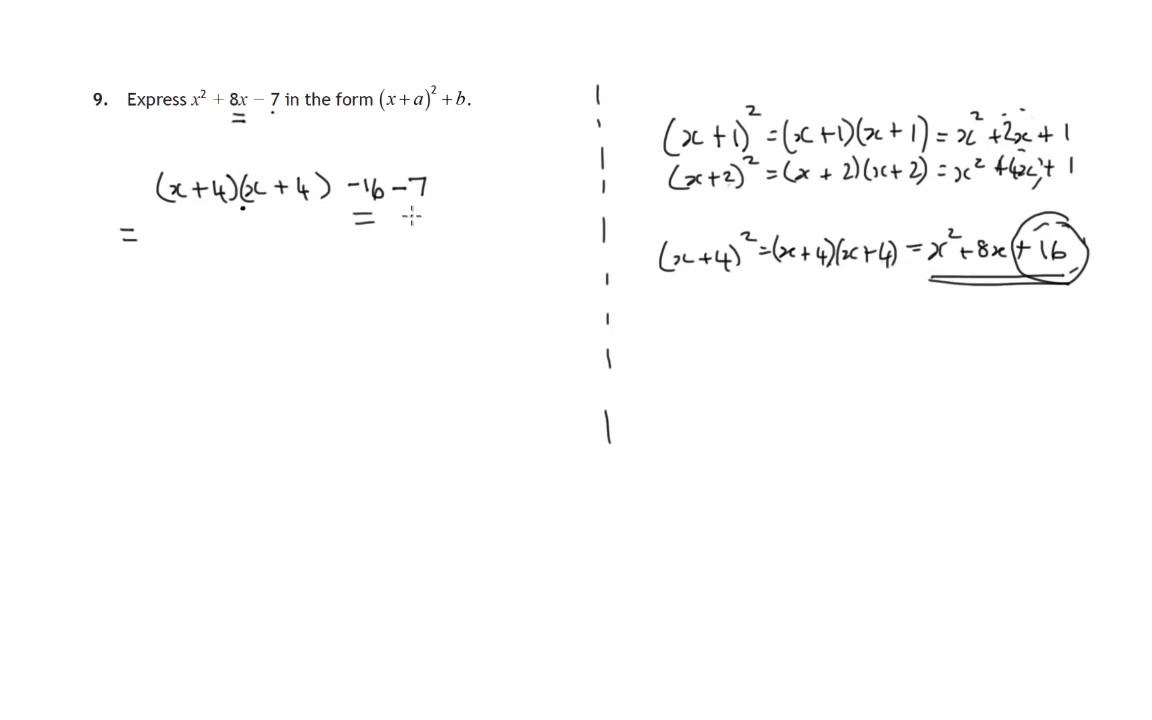 9. Express x² + 8x − 7 in the form (x+a)² + b.
(x+4)(x+4) -16-7
=
(x+1)² = (x+1)(x+1) = x² + 2x + 1
(x+2)² = (x+2)(x+2) = x² + 4x + 1
(x+4)² = (x+4)(x+4) = x² + 8x + 16